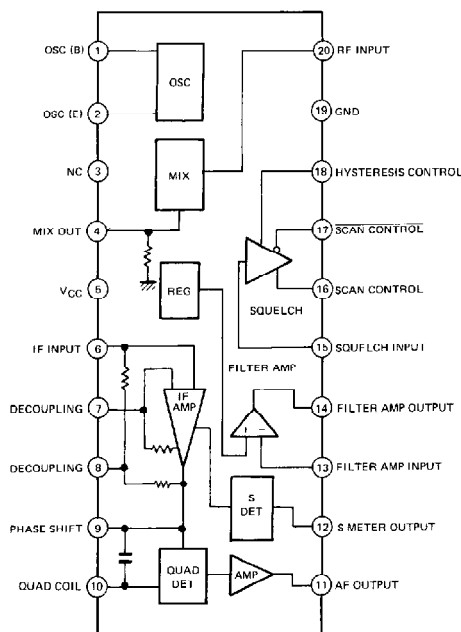 OSC (B) 1
OSC
20 RF INPUT
OSC (E) 2
19 GND
NC 3
MIX
18 HYSTERESIS CONTROL
MIX OUT 4
17 SCAN CONTROL
REG
VCC 5
16 SCAN CONTROL
SQUELCH
IF INPUT 6
15 SQUELCH INPUT
FILTER AMP
DECOUPLING 7
IF
AMP
14 FILTER AMP OUTPUT
+ −
DECOUPLING 8
13 FILTER AMP INPUT
S
DET
PHASE SHIFT 9
12 S METER OUTPUT
QUAD COIL 10
QUAD
DET
AMP
11 AF OUTPUT